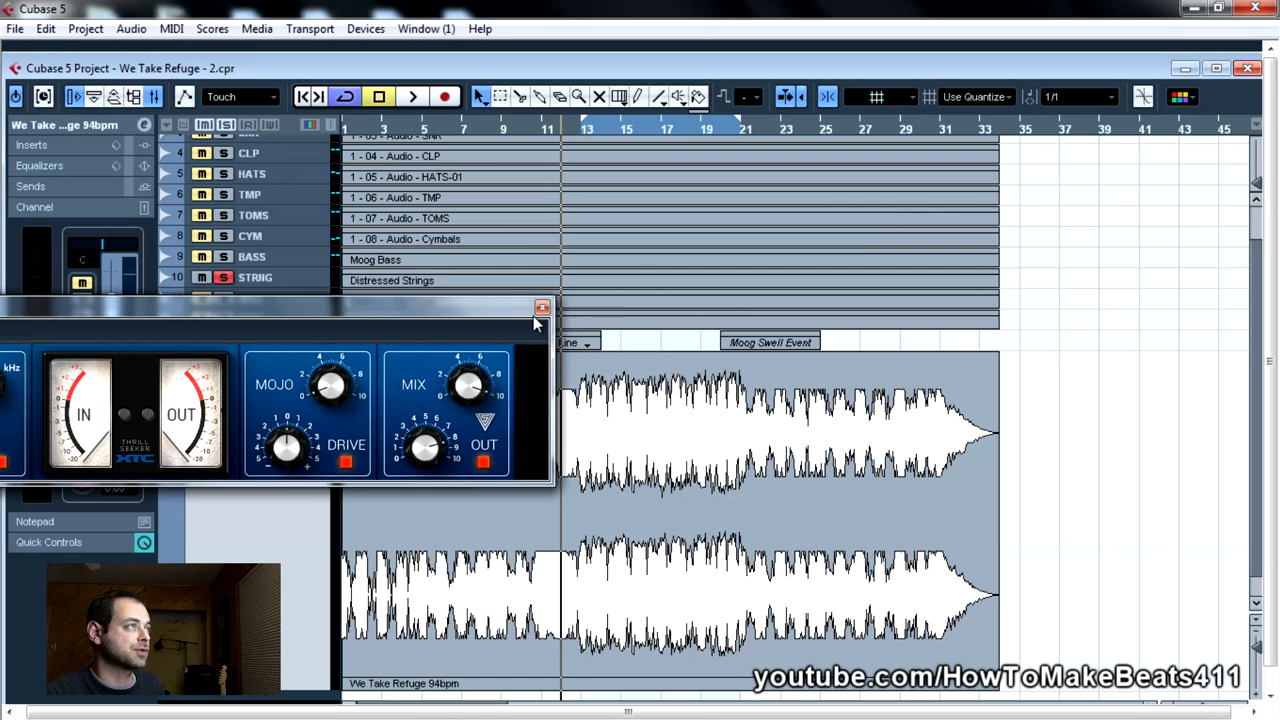 Cubase 5
File Edit Project Audio MIDI Scores Media Transport Devices Window (1) Help
Cubase 5 Project - We Take Refuge - 2.cpr
Touch
Use Quantize
1/1
We Take ...ge 94bpm
1 3 5 7 9 11 13 15 17 19 21 23 25 27 29 31 33 35 37 39 41 43 45
Inserts
Equalizers
Sends
Channel
C
m
4 m S CLP
1 - 04 - Audio - CLP
5 m S HATS
1 - 05 - Audio - HATS-01
6 m S TMP
1 - 06 - Audio - TMP
7 m S TOMS
1 - 07 - Audio - TOMS
8 m S CYM
1 - 08 - Audio - Cymbals
9 m S BASS
Moog Bass
10 m S STRNG
Distressed Strings
Moog Swell Event
kHz
IN
OUT
THRILL
SEEKER
XTC
MOJO
DRIVE
MIX
OUT
Notepad
Quick Controls
We Take Refuge 94bpm
youtube.com/HowToMakeBeats411